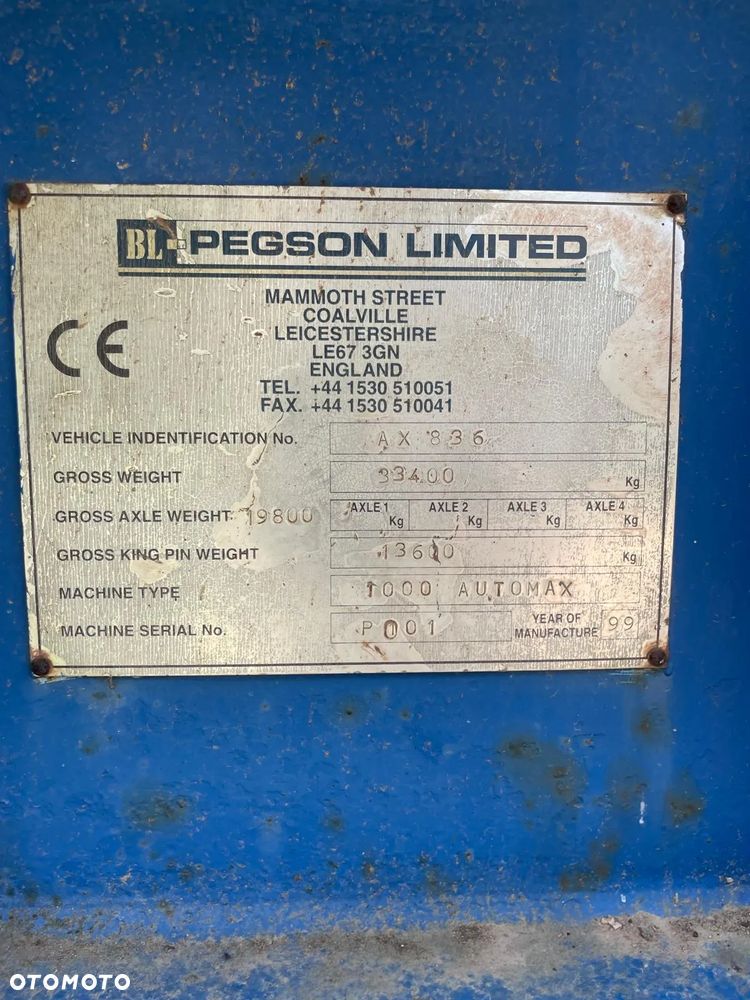 BL-PEGSON LIMITED
MAMMOTH STREET
COALVILLE
LEICESTERSHIRE
LE67 3GN
ENGLAND
TEL. +44 1530 510051
FAX. +44 1530 510041
CE
VEHICLE INDENTIFICATION No. AX 836
GROSS WEIGHT 33400 Kg
GROSS AXLE WEIGHT 19800 AXLE 1 Kg AXLE 2 Kg AXLE 3 Kg AXLE 4 Kg
GROSS KING PIN WEIGHT 13600 Kg
MACHINE TYPE 1000 AUTOMAX
MACHINE SERIAL No. P001 YEAR OF MANUFACTURE 99
OTOMOTO